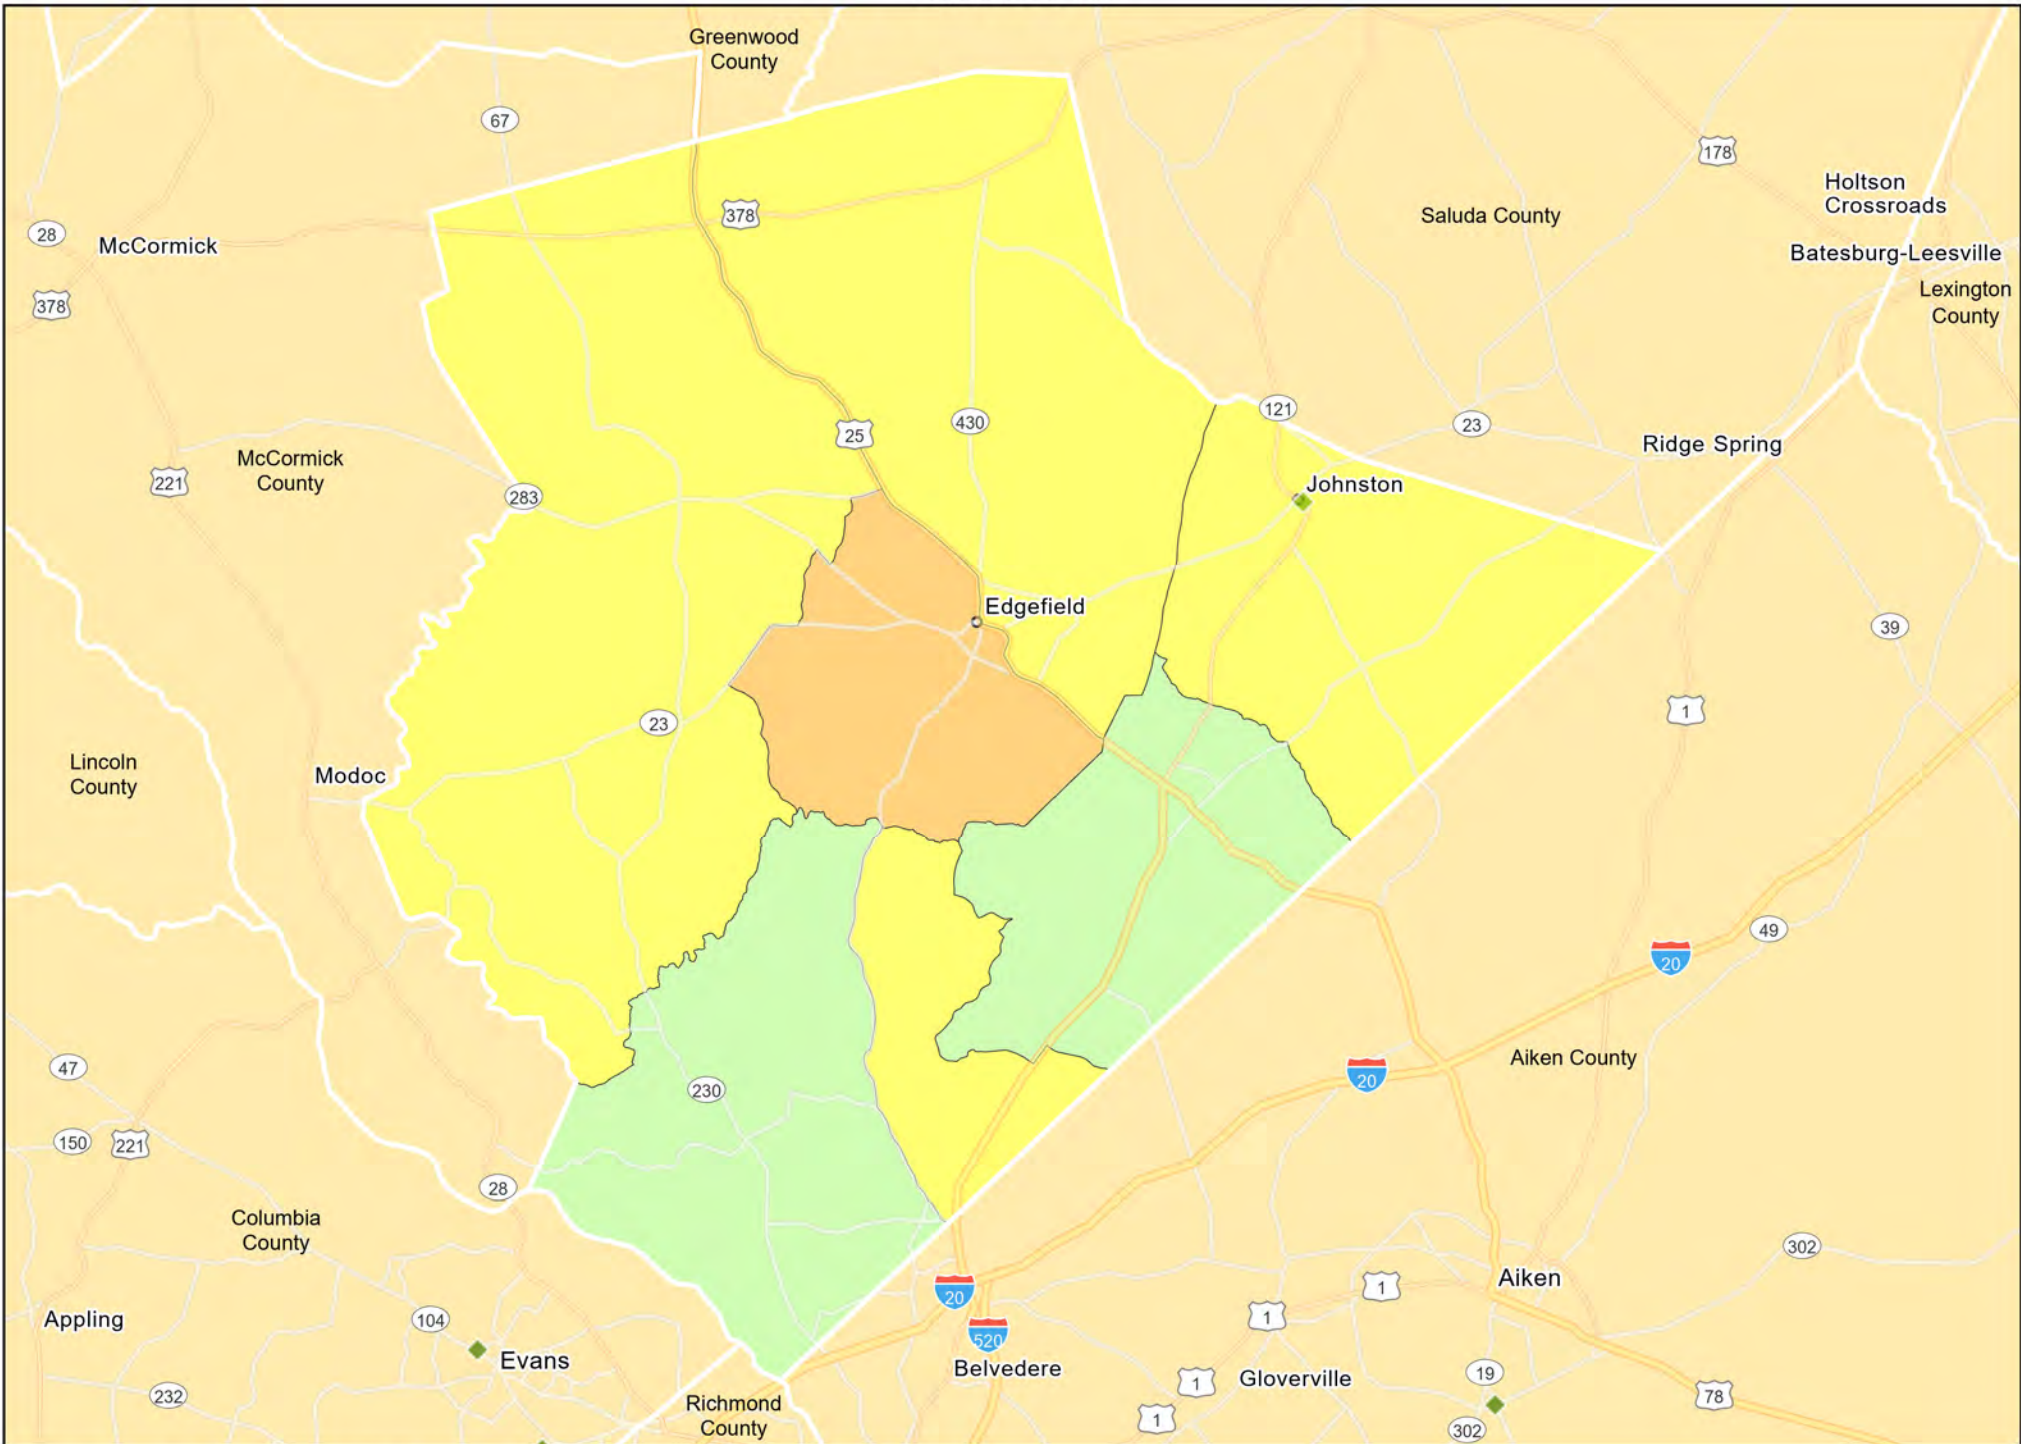 Greenwood
County
67
178
Holtson
Crossroads
378
Saluda County
28
McCormick
Batesburg-Leesville
Lexington
County
378
121
430
23
25
Ridge Spring
McCormick
County
221
Johnston
283
Edgefield
39
1
23
Lincoln
County
Modoc
49
20
Aiken County
47
20
230
150
221
28
Columbia
County
302
Aiken
1
20
Appling
104
1
520
Evans
Belvedere
Gloverville
19
1
232
78
Richmond
County
1
302